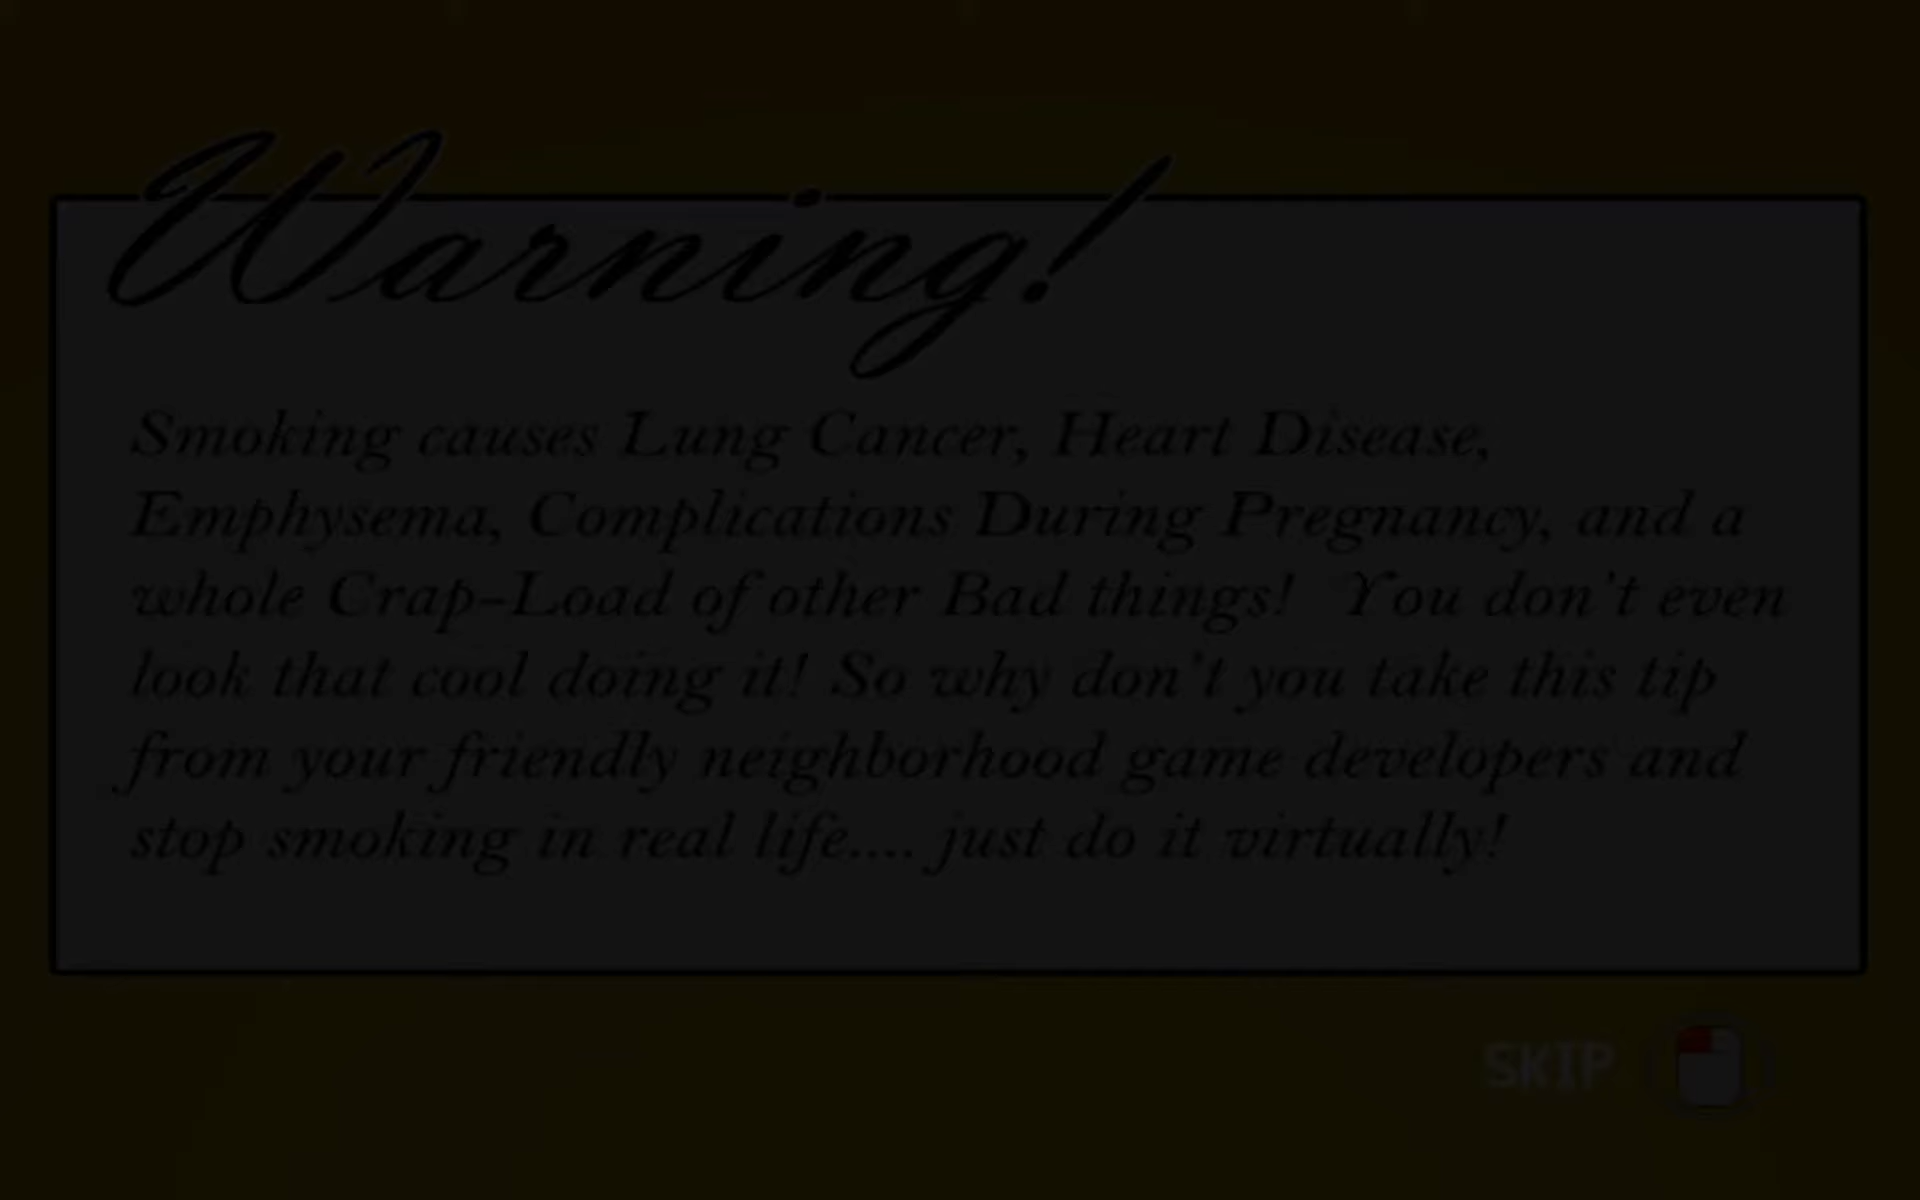 Warning!
Smoking causes Lung Cancer, Heart Disease,
Emphysema, Complications During Pregnancy, and a
whole Crap-Load of other Bad things! You don't even
look that cool doing it! So why don't you take this tip
from your friendly neighborhood game developers and
stop smoking in real life.... just do it virtually!
SKIP